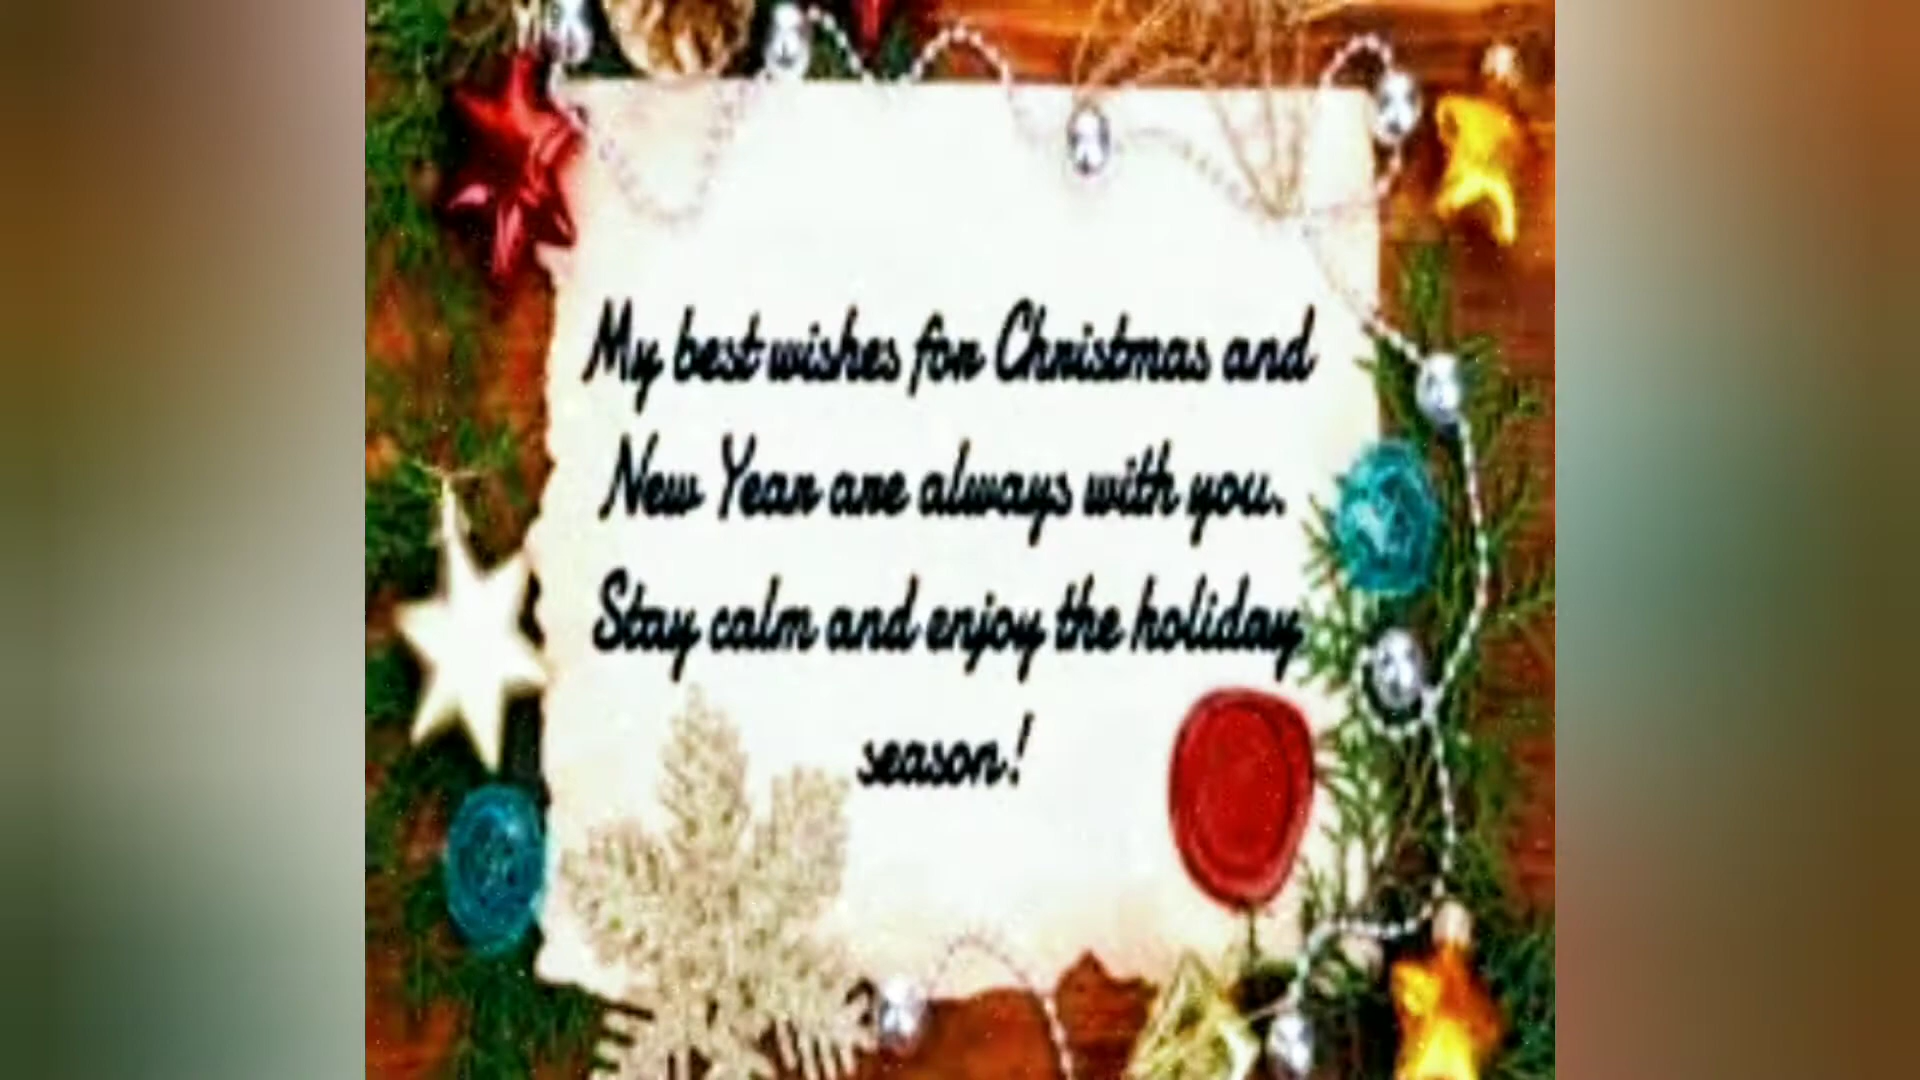 My best wishes for Christmas and
New Year are always with you.
Stay calm and enjoy the holiday
season!